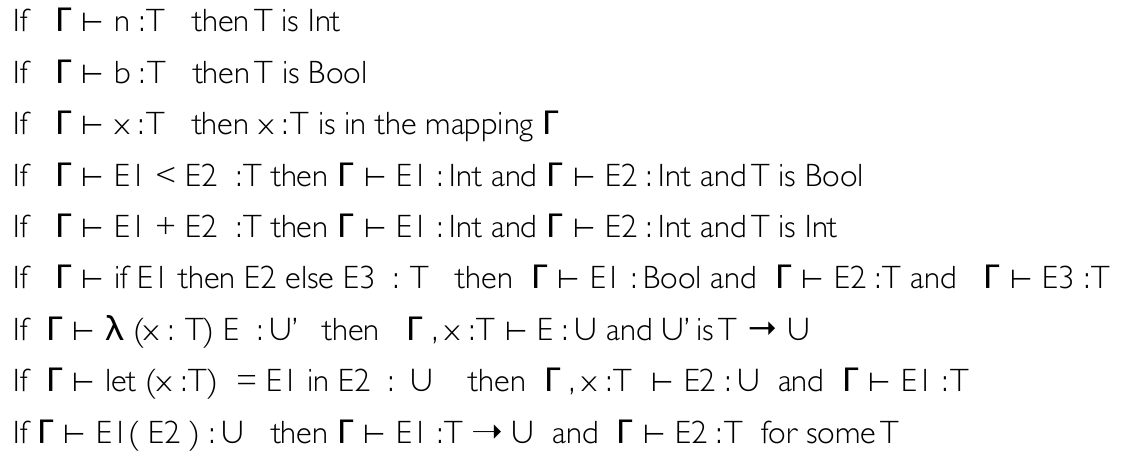 If Γ ⊢ n : T then T is Int
If Γ ⊢ b : T then T is Bool
If Γ ⊢ x : T then x : T is in the mapping Γ
If Γ ⊢ E1 < E2 : T then Γ ⊢ E1 : Int and Γ ⊢ E2 : Int and T is Bool
If Γ ⊢ E1 + E2 : T then Γ ⊢ E1 : Int and Γ ⊢ E2 : Int and T is Int
If Γ ⊢ if E1 then E2 else E3 : T then Γ ⊢ E1 : Bool and Γ ⊢ E2 : T and Γ ⊢ E3 : T
If Γ ⊢ λ (x : T) E : U’ then Γ , x : T ⊢ E : U and U’ is T → U
If Γ ⊢ let (x : T) = E1 in E2 : U then Γ , x : T ⊢ E2 : U and Γ ⊢ E1 : T
If Γ ⊢ E1 ( E2 ) : U then Γ ⊢ E1 : T → U and Γ ⊢ E2 : T for some T